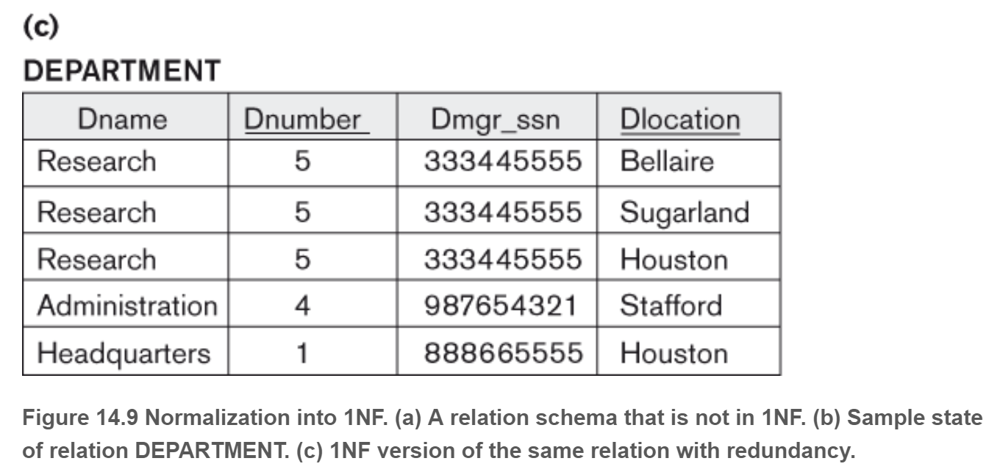 (c)
DEPARTMENT
Dname Dnumber Dmgr_ssn Dlocation
Research 5 333445555 Bellaire
Research 5 333445555 Sugarland
Research 5 333445555 Houston
Administration 4 987654321 Stafford
Headquarters 1 888665555 Houston
Figure 14.9 Normalization into 1NF. (a) A relation schema that is not in 1NF. (b) Sample state
of relation DEPARTMENT. (c) 1NF version of the same relation with redundancy.